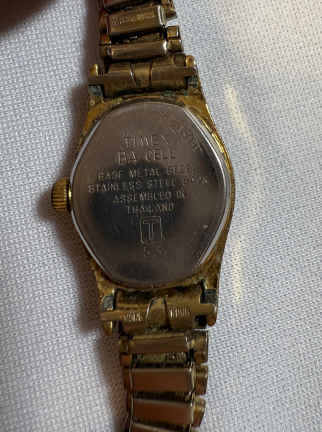 TIMEX
BA CELL
BASE METAL BEZEL
STAINLESS STEEL BACK
ASSEMBLED IN
THAILAND
T